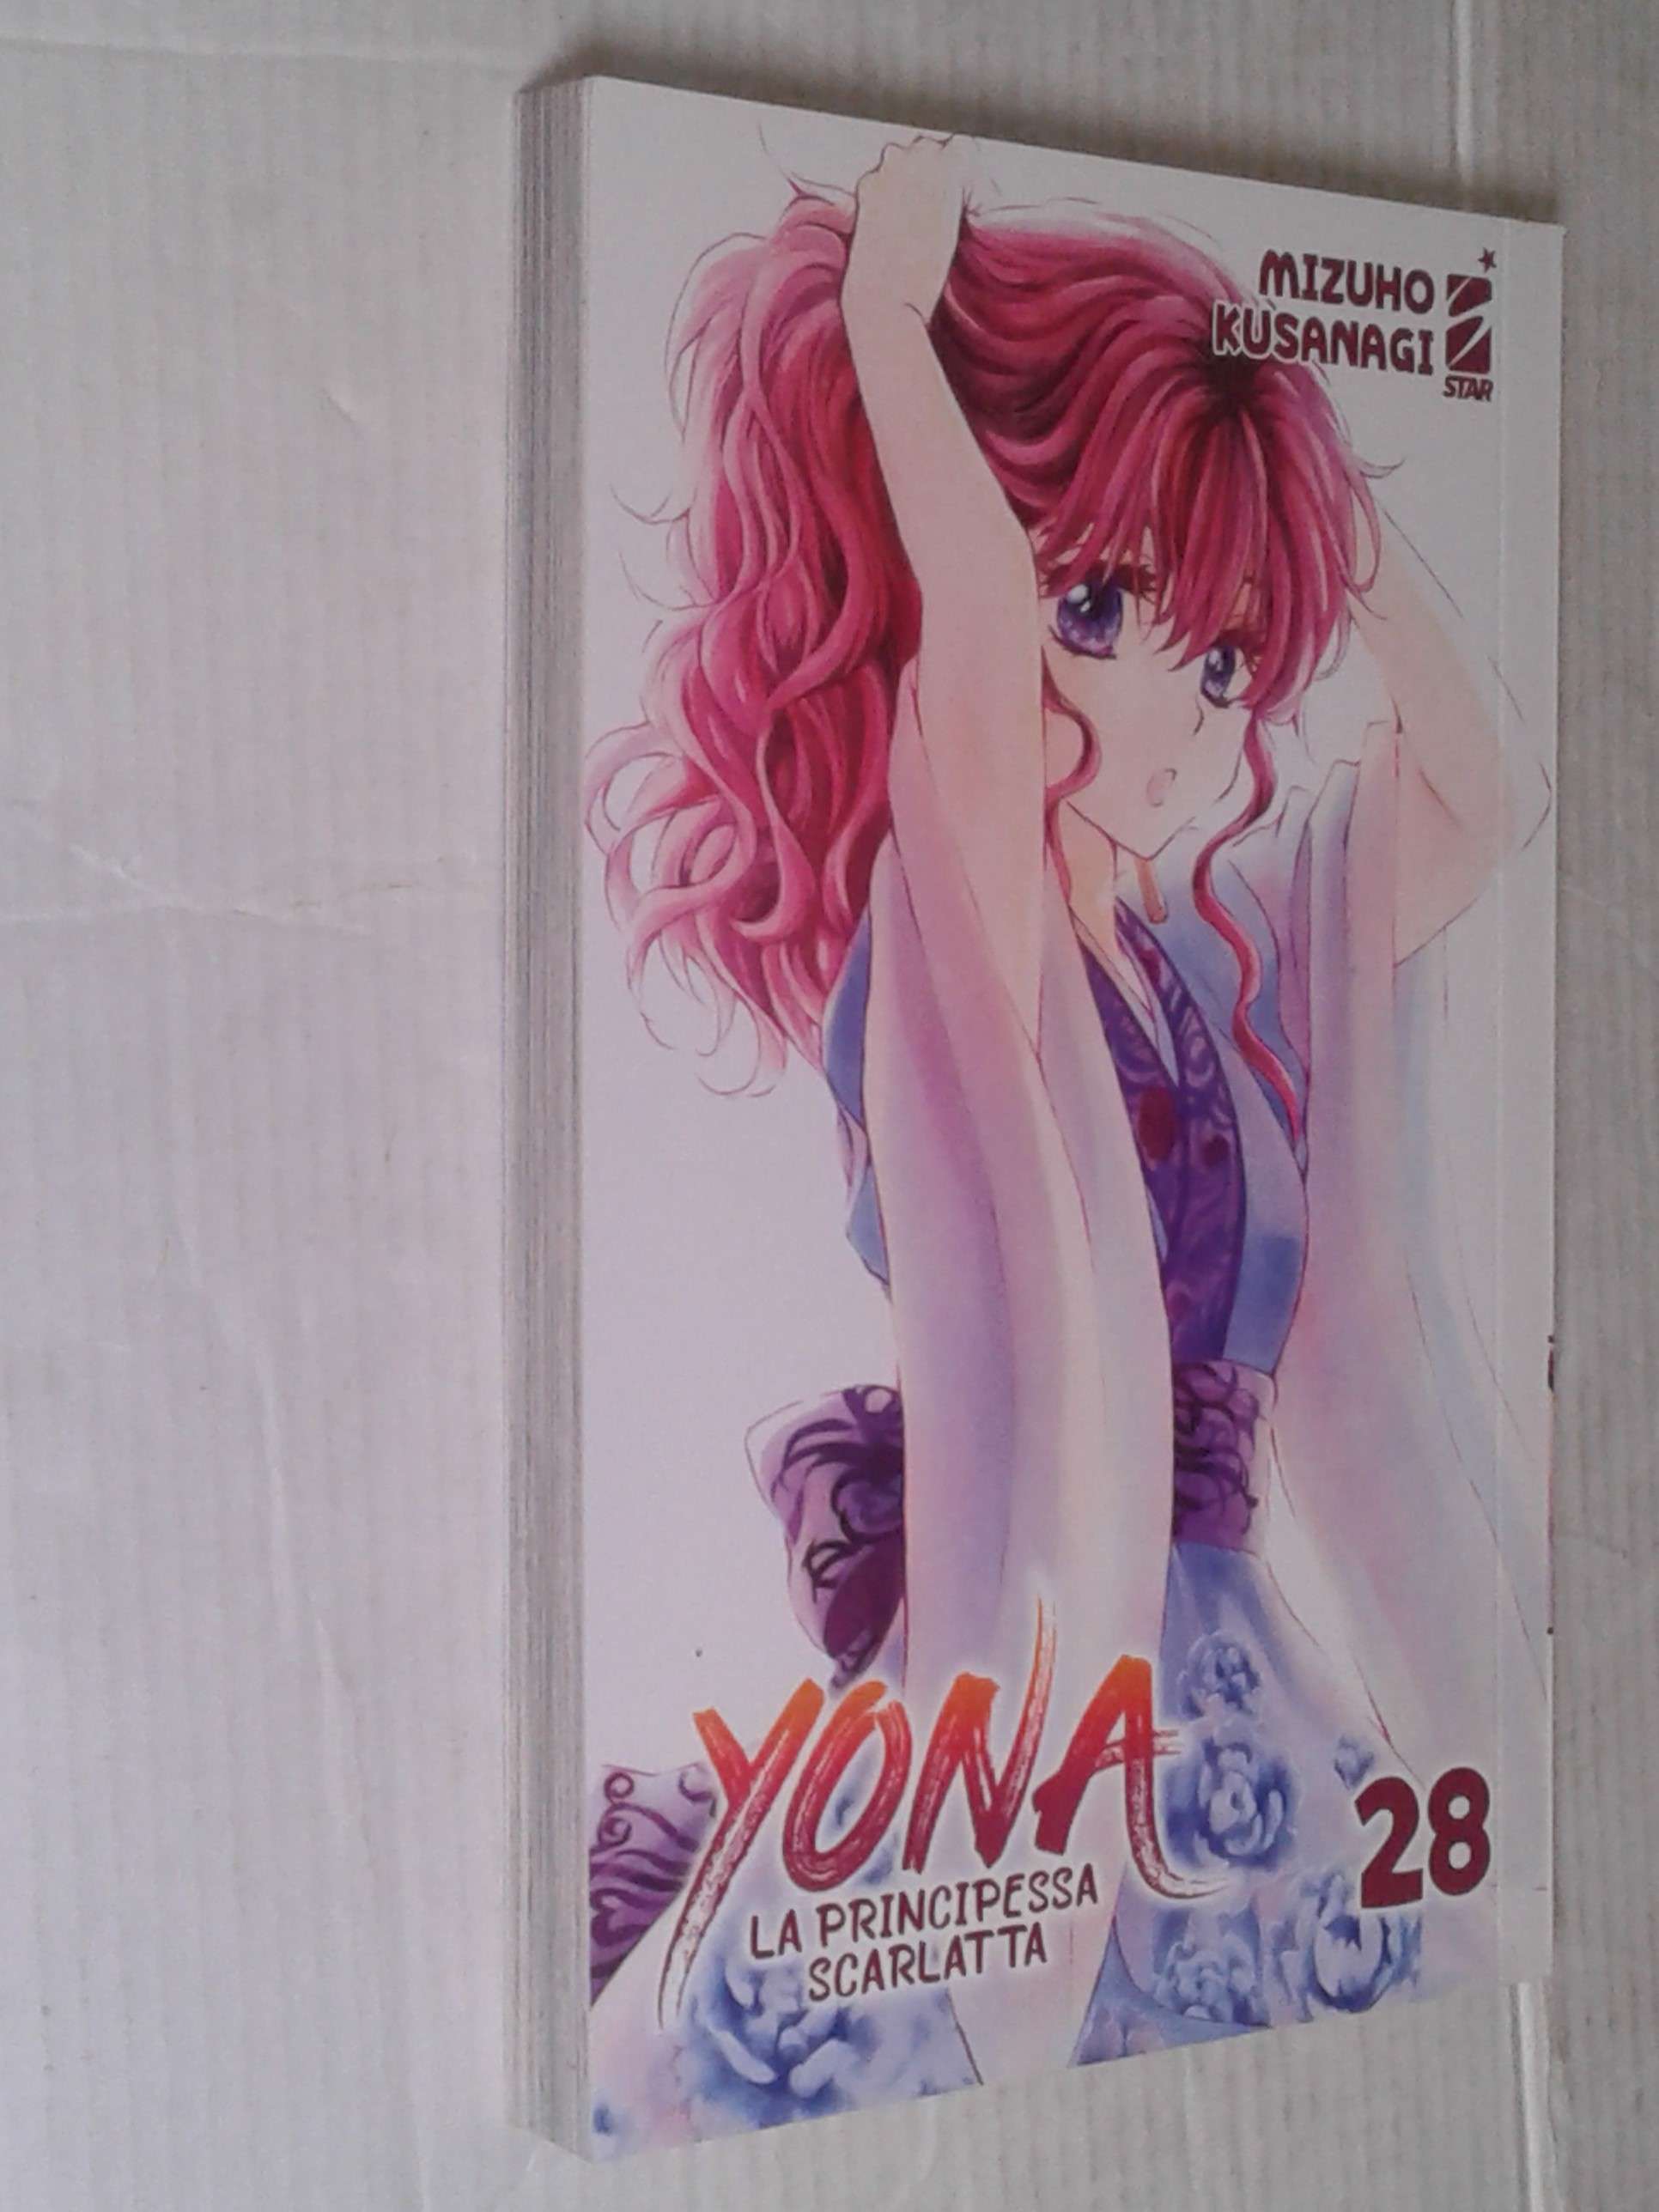 MIZUHO
KUSANAGI
STAR
YONA
LA PRINCIPESSA
SCARLATTA
28